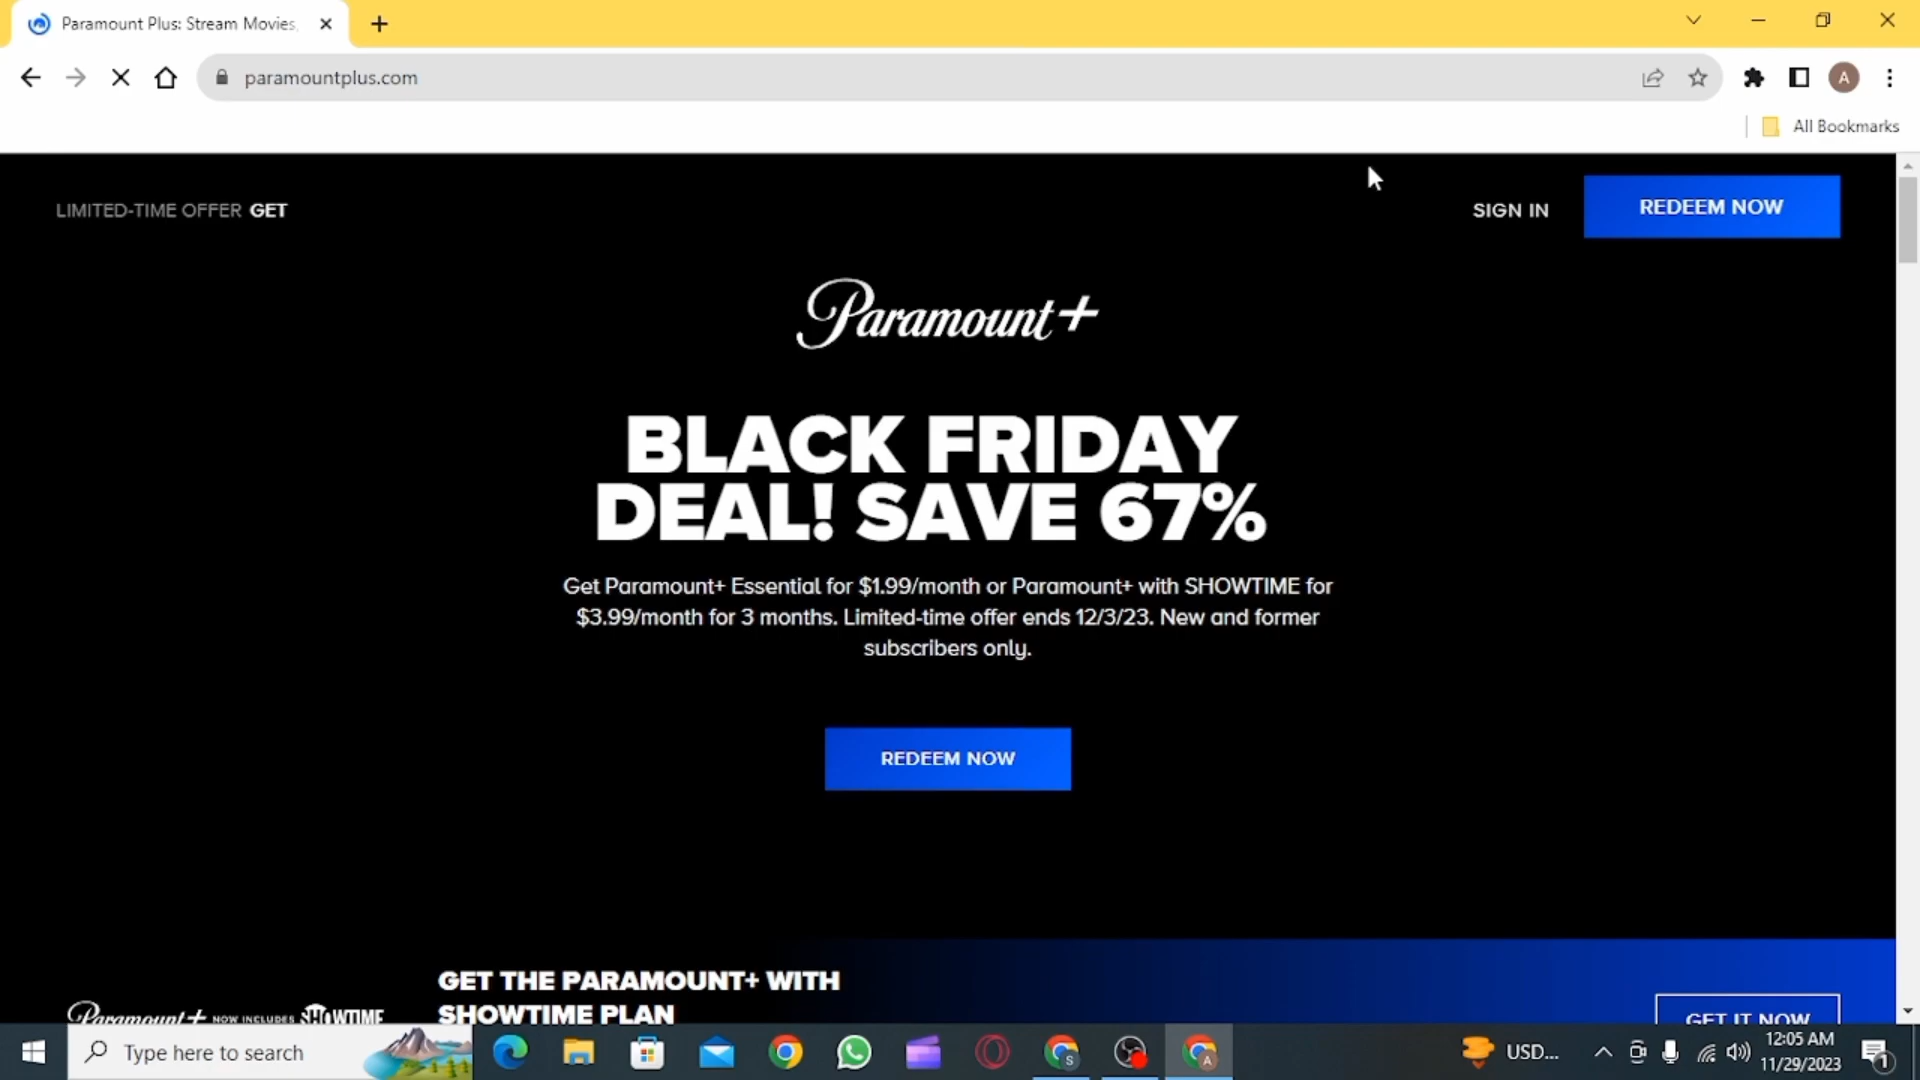 Paramount Plus: Stream Movies,
paramountplus.com
A
All Bookmarks
LIMITED-TIME OFFER GET
SIGN IN
REDEEM NOW
Paramount+
BLACK FRIDAY
DEAL! SAVE 67%
Get Paramount+ Essential for $1.99/month or Paramount+ with SHOWTIME for
$3.99/month for 3 months. Limited-time offer ends 12/3/23. New and former
subscribers only.
REDEEM NOW
GET THE PARAMOUNT+ WITH
SHOWTIME PLAN
Paramount+ NOW INCLUDES SHOWTIME
GET IT NOW
Type here to search
S
A
USD...
12:05 AM
11/29/2023
1